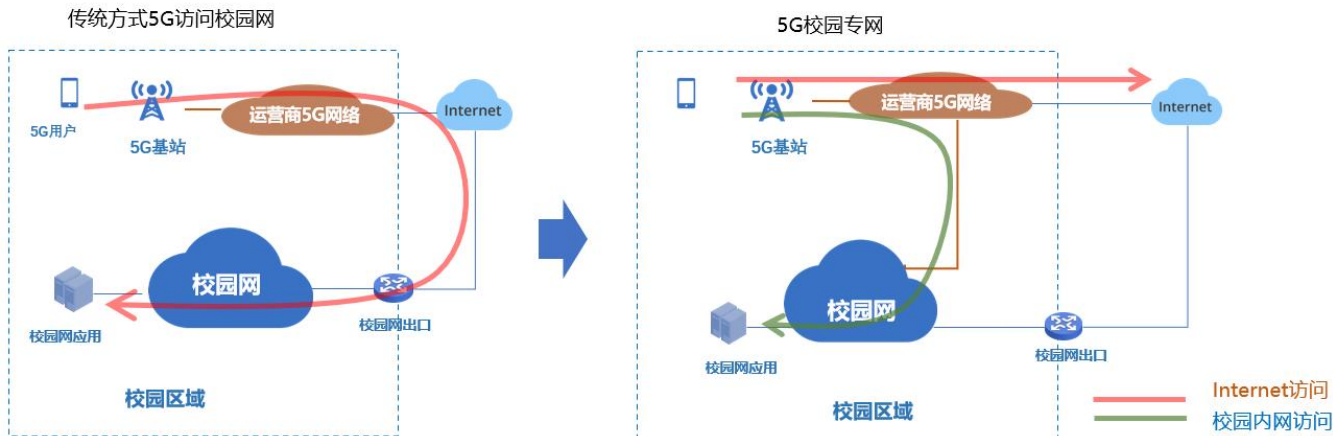 传统方式5G访问校园网
5G用户
5G基站
运营商5G网络
Internet
校园网
校园网应用
校园网出口
校园区域
5G校园专网
运营商5G网络
Internet
5G基站
校园网
校园网应用
校园网出口
校园区域
Internet访问
校园内网访问